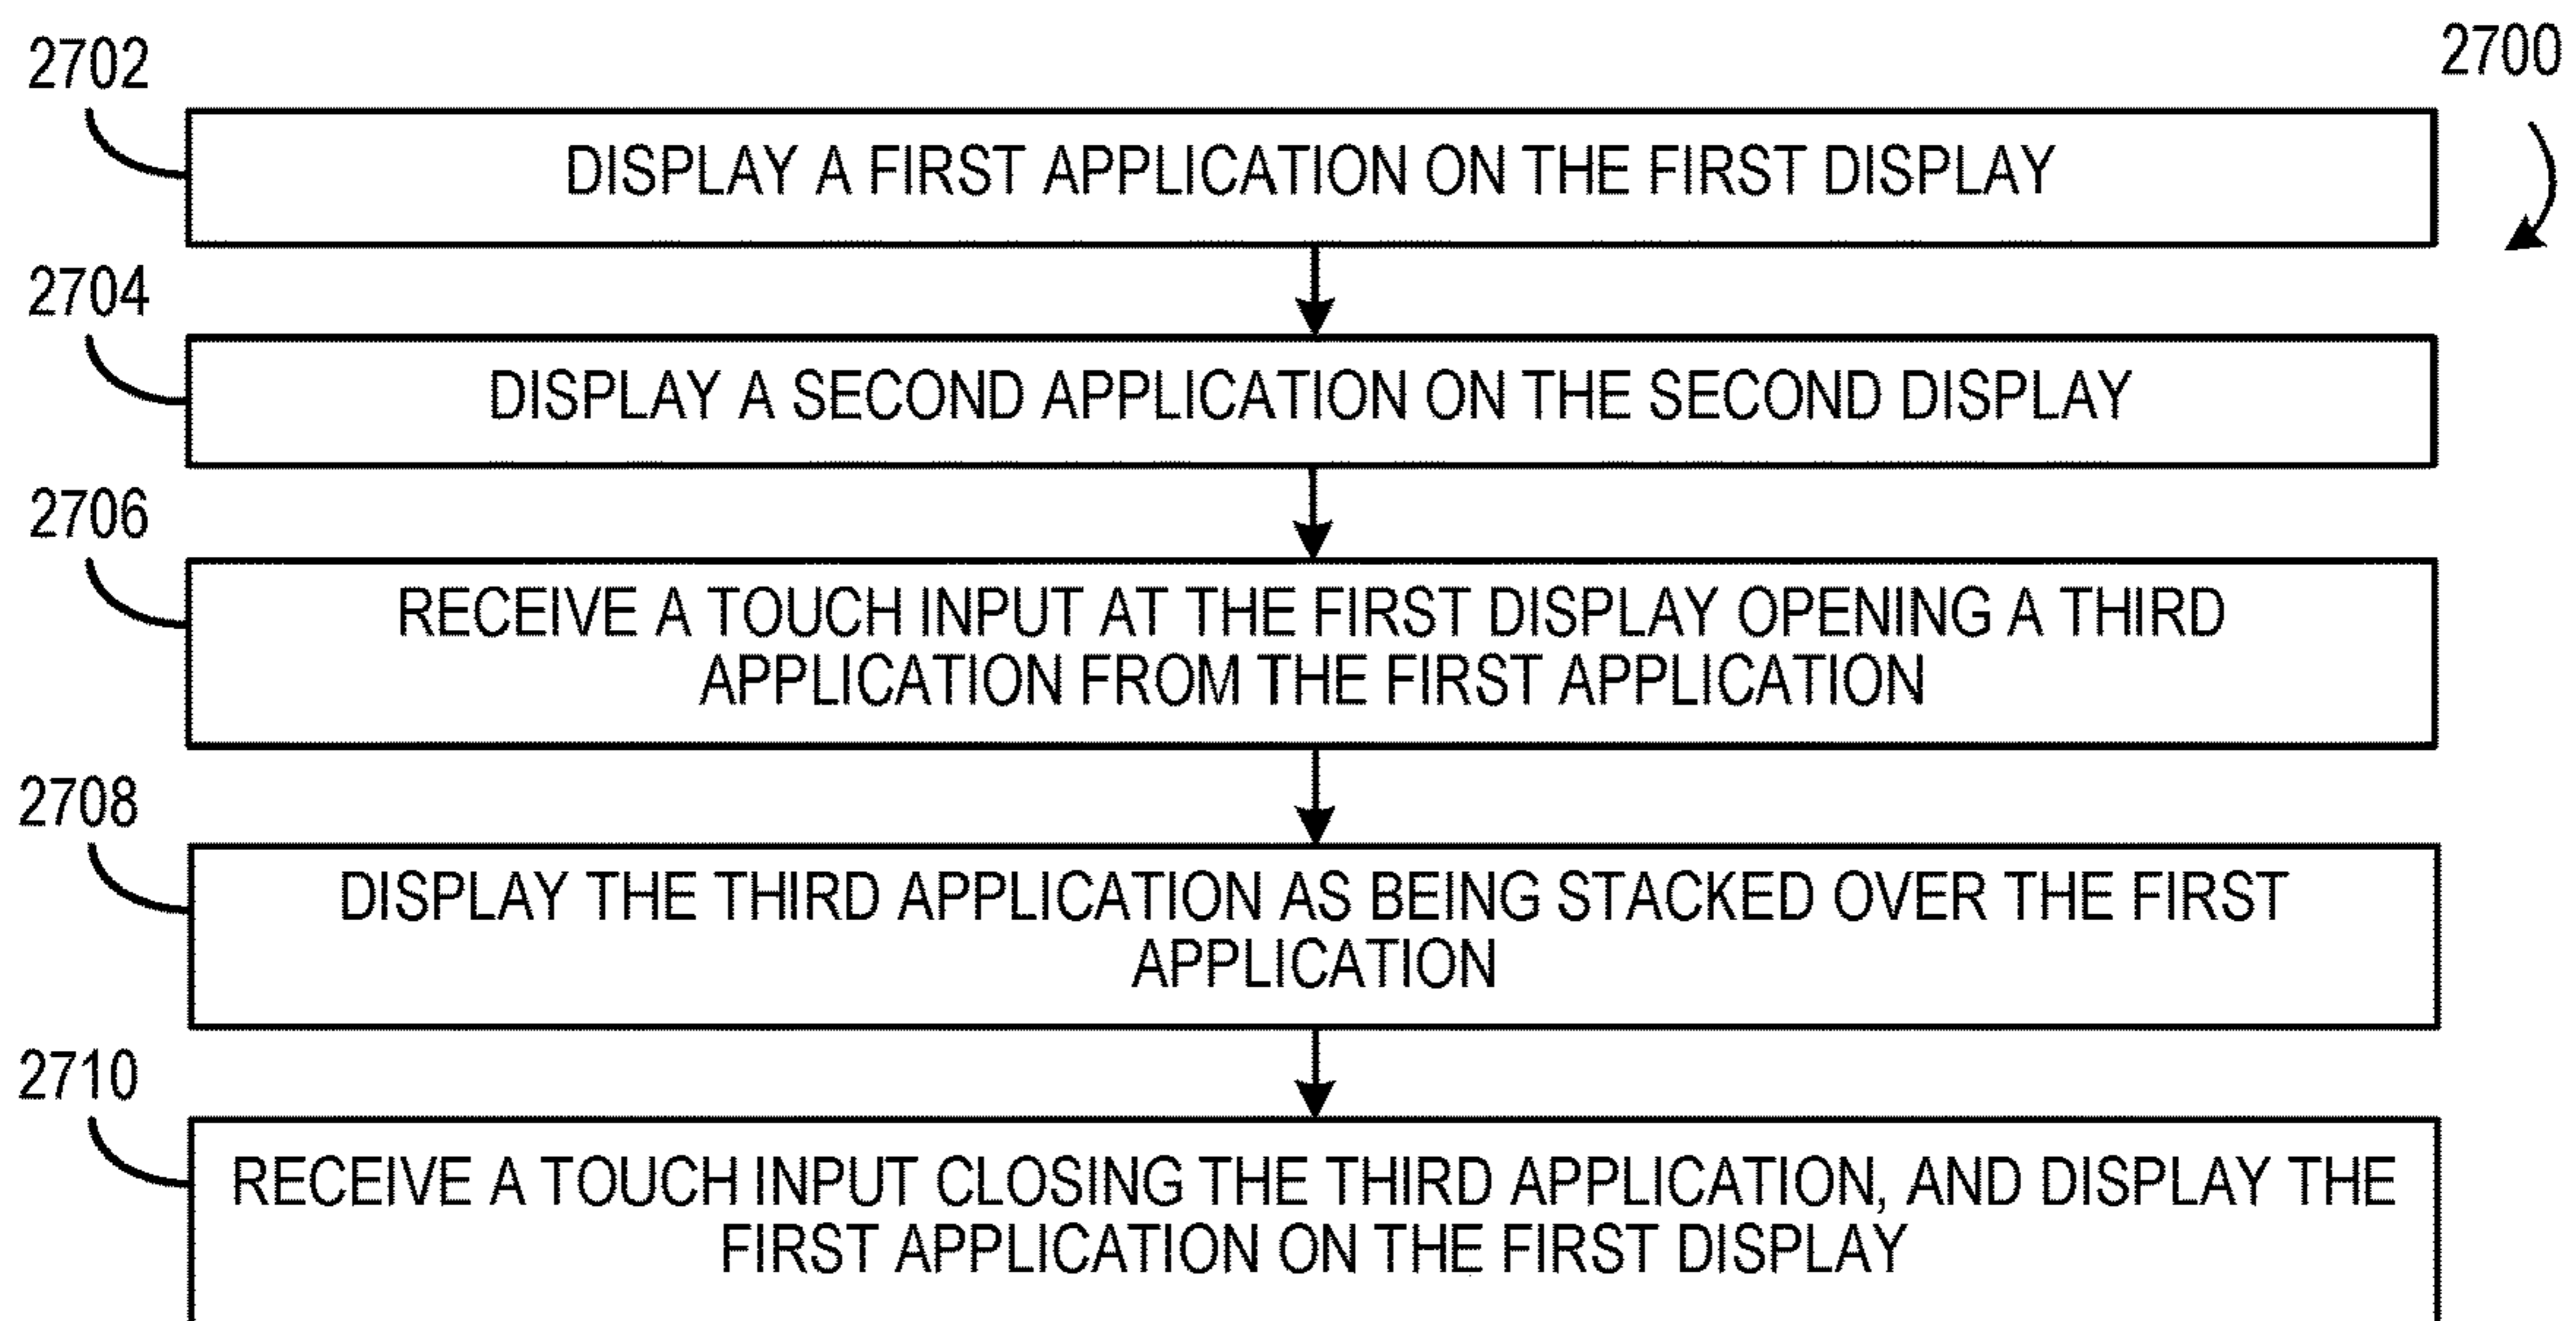 2702
2700
DISPLAY A FIRST APPLICATION ON THE FIRST DISPLAY
2704
DISPLAY A SECOND APPLICATION ON THE SECOND DISPLAY
2706
RECEIVE A TOUCH INPUT AT THE FIRST DISPLAY OPENING A THIRD
APPLICATION FROM THE FIRST APPLICATION
2708
DISPLAY THE THIRD APPLICATION AS BEING STACKED OVER THE FIRST
APPLICATION
2710
RECEIVE A TOUCH INPUT CLOSING THE THIRD APPLICATION, AND DISPLAY THE
FIRST APPLICATION ON THE FIRST DISPLAY